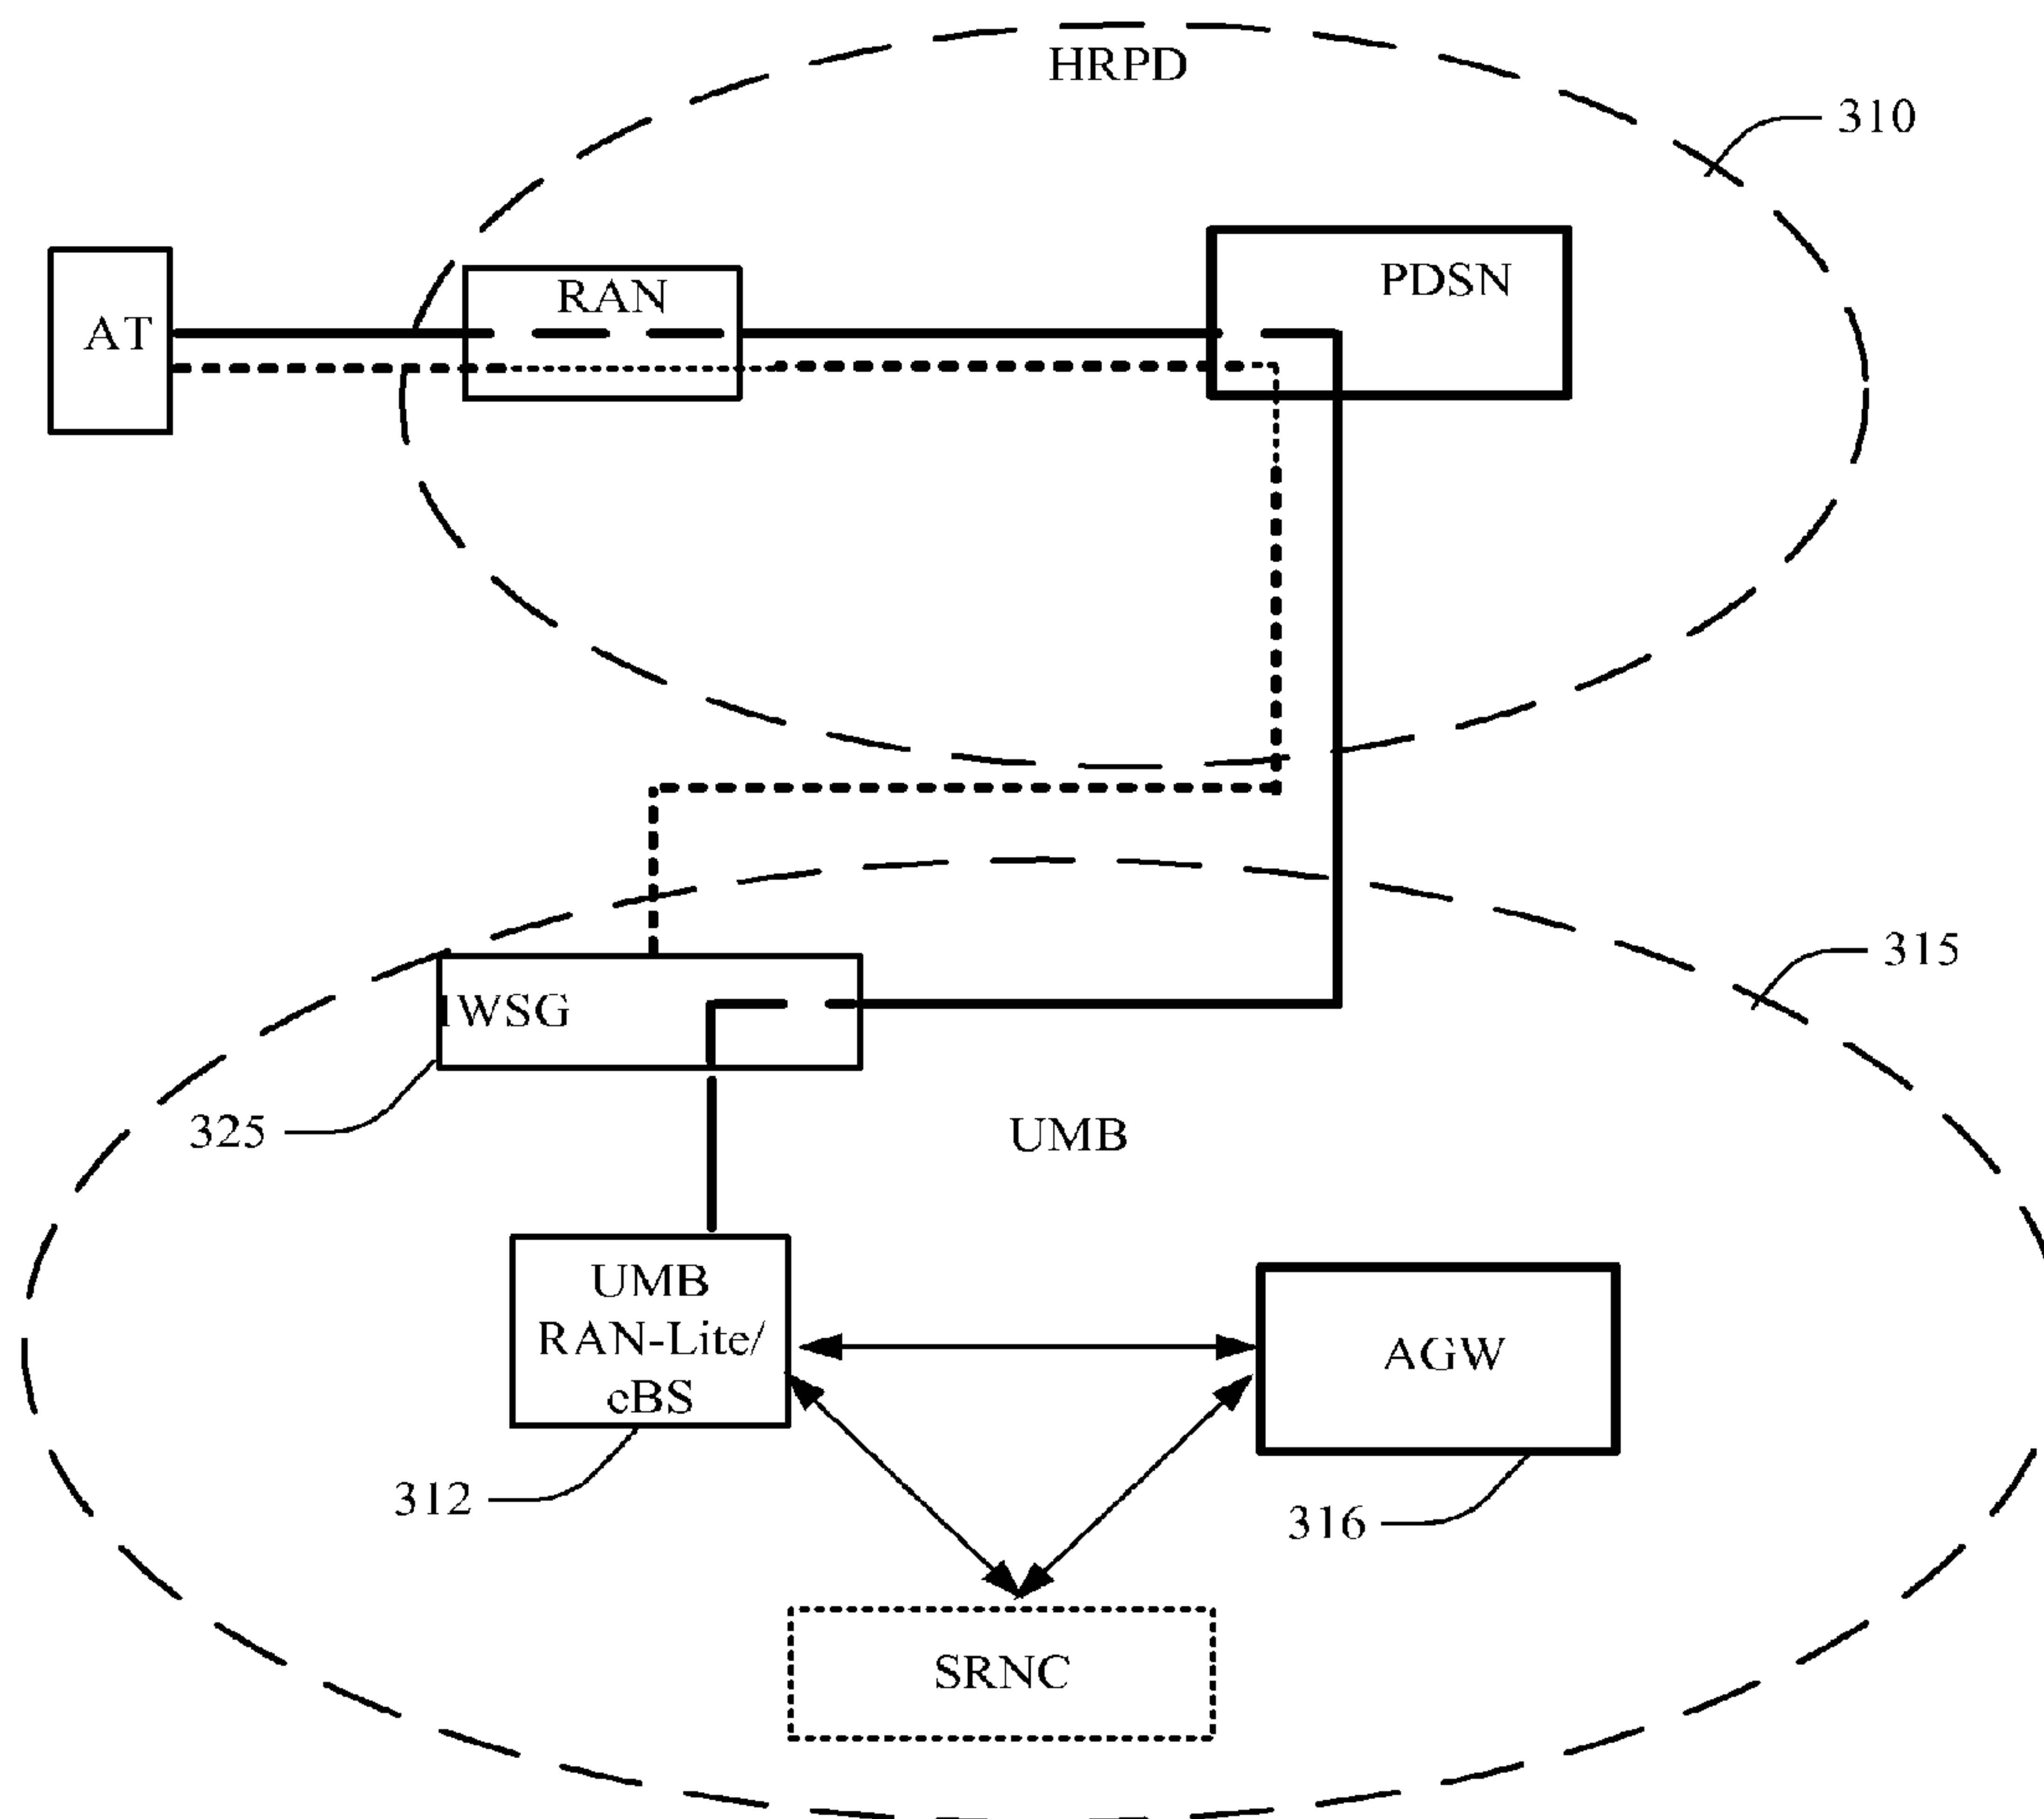 HRPD
310
PDSN
RAN
AT
315
IWSG
325
UMB
UMB
RAN-Lite/
eBS
AGW
312
316
SRNC